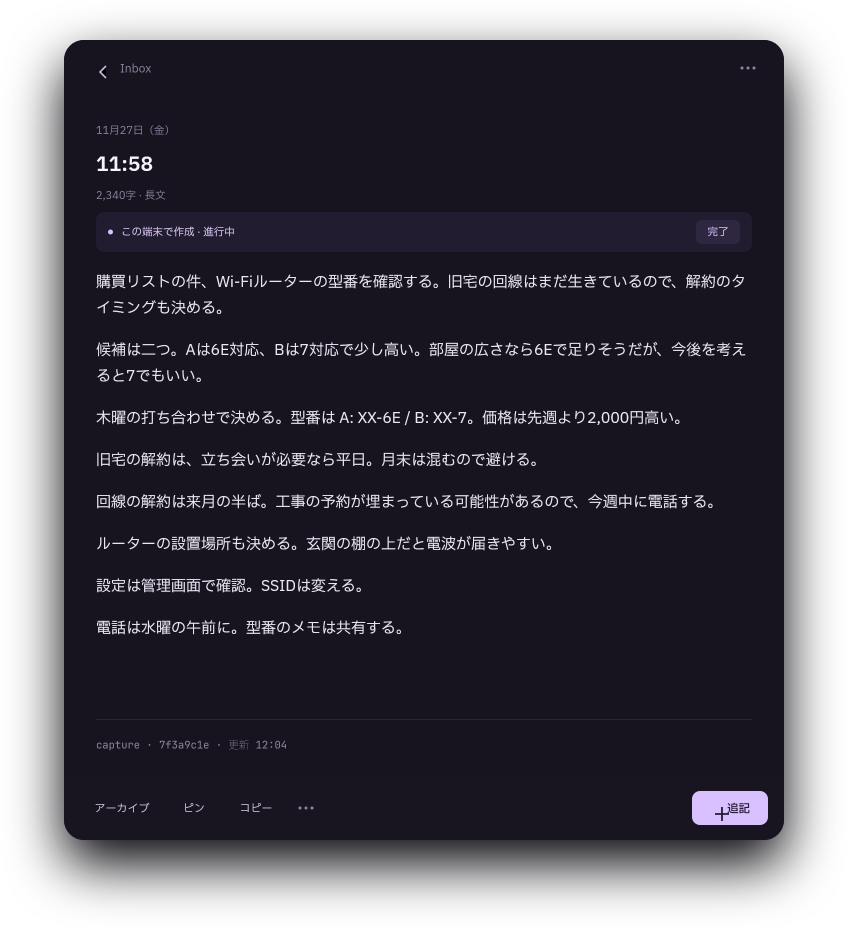 Inbox
11月27日（金）
11:58
2,340字 · 長文
この端末で作成 · 進行中
完了
購買リストの件、Wi-Fiルーターの型番を確認する。旧宅の回線はまだ生きているので、解約のタ
イミングも決める。
候補は二つ。Aは6E対応、Bは7対応で少し高い。部屋の広さなら6Eで足りそうだが、今後を考え
ると7でもいい。
木曜の打ち合わせで決める。型番は A: XX-6E / B: XX-7。価格は先週より2,000円高い。
旧宅の解約は、立ち会いが必要なら平日。月末は混むので避ける。
回線の解約は来月の半ば。工事の予約が埋まっている可能性があるので、今週中に電話する。
ルーターの設置場所も決める。玄関の棚の上だと電波が届きやすい。
設定は管理画面で確認。SSIDは変える。
電話は水曜の午前に。型番のメモは共有する。
capture · 7f3a9c1e · 更新 12:04
アーカイブ
ピン
コピー
追記